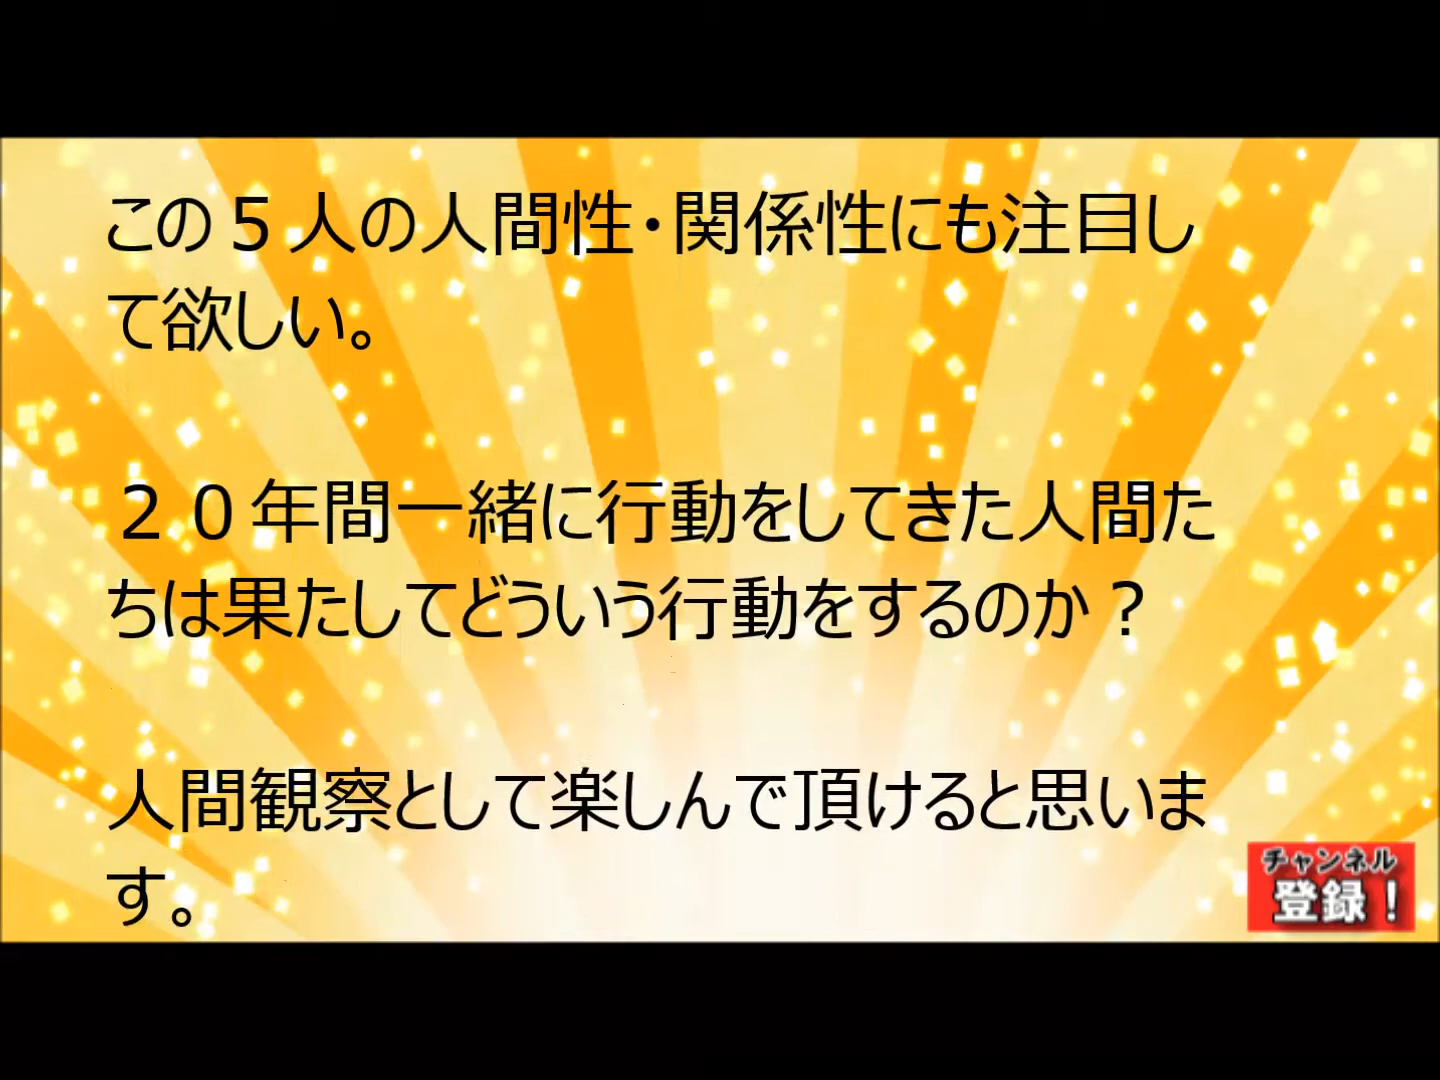 この５人の人間性・関係性にも注目し
て欲しい。
２０年間一緒に行動をしてきた人間た
ちは果たしてどういう行動をするのか？
人間観察として楽しんで頂けると思いま
す。
チャンネル
登録！